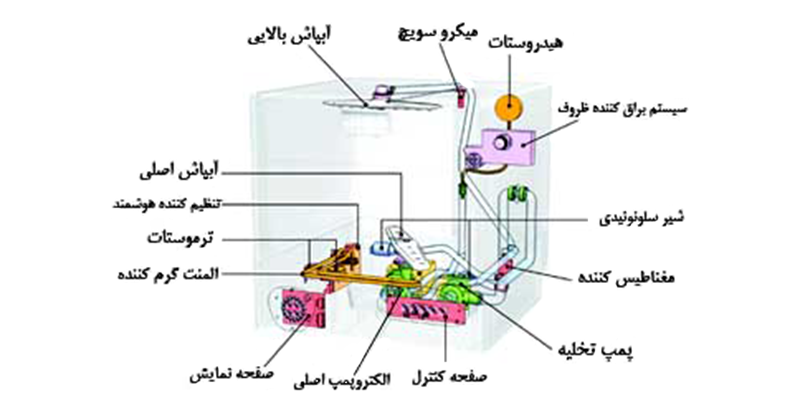 آبپاش بالایی
میکرو سویچ
هیدروستات
سیستم براق کننده ظروف
آبپاش اصلی
تنظیم کننده هوشمند
شیر سلونوئیدی
ترموستات
المنت گرم کننده
مغناطیس کننده
پمپ تخلیه
صفحه نمایش
الکتروپمپ اصلی
صفحه کنترل